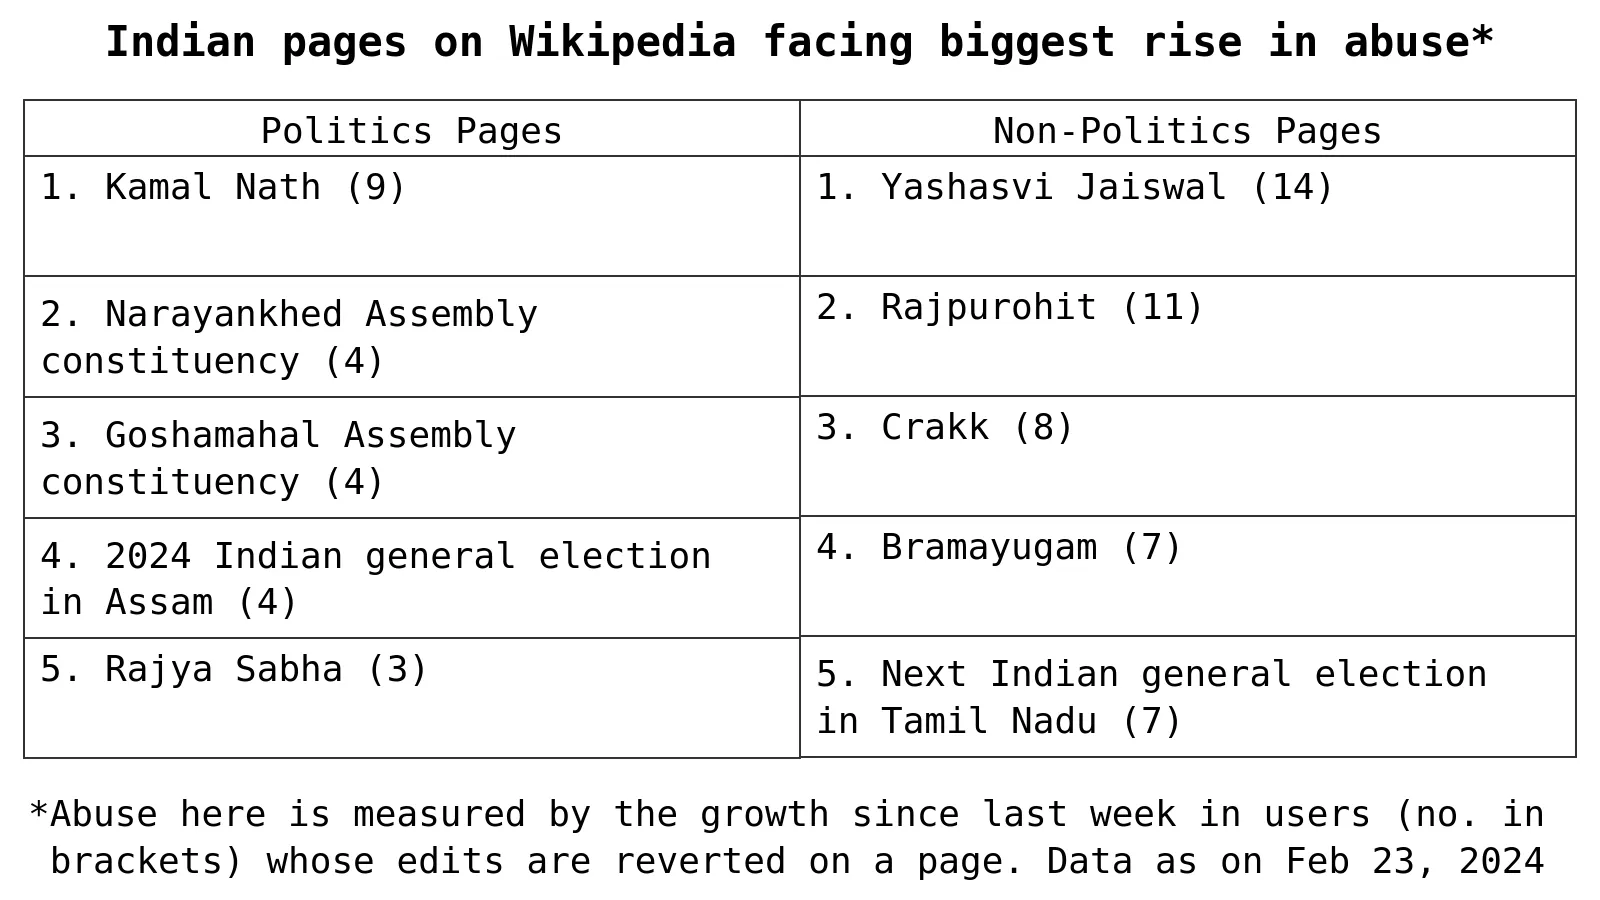 Indian pages on Wikipedia facing biggest rise in abuse*
Politics Pages
Non-Politics Pages
1. Kamal Nath (9)
1. Yashasvi Jaiswal (14)
2. Narayankhed Assembly
constituency (4)
2. Rajpurohit (11)
3. Goshamahal Assembly
constituency (4)
3. Crakk (8)
4. 2024 Indian general election
in Assam (4)
4. Bramayugam (7)
5. Rajya Sabha (3)
5. Next Indian general election
in Tamil Nadu (7)
*Abuse here is measured by the growth since last week in users (no. in
brackets) whose edits are reverted on a page. Data as on Feb 23, 2024